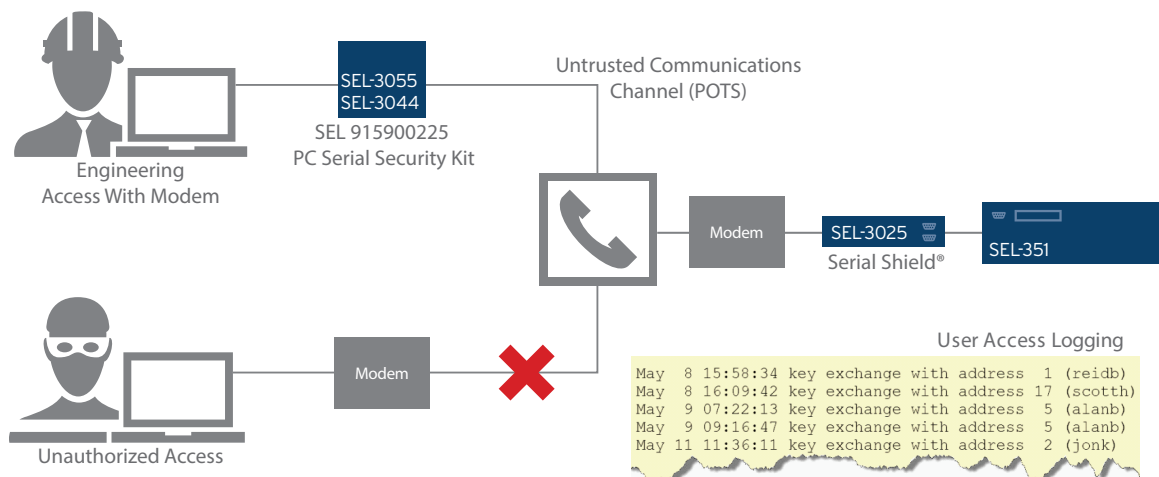 SEL-3055
SEL-3044
SEL 915900225
PC Serial Security Kit
Untrusted Communications
Channel (POTS)
Engineering
Access With Modem
Modem
SEL-3025
Serial Shield®
SEL-351
Modem
Unauthorized Access
User Access Logging
May  8 15:58:34 key exchange with address  1 (reidb)
May  8 16:09:42 key exchange with address 17 (scotth)
May  9 07:22:13 key exchange with address  5 (alanb)
May  9 09:16:47 key exchange with address  5 (alanb)
May 11 11:36:11 key exchange with address  2 (jonk)